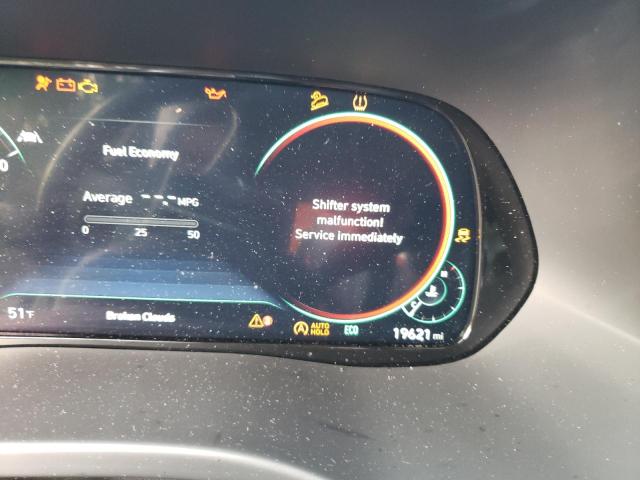 Fuel Economy
Average -- MPG
0 25 50
Shifter system
malfunction!
Service immediately
H
C
51°F
Broken Clouds
AUTO
HOLD
ECO
19621 mi